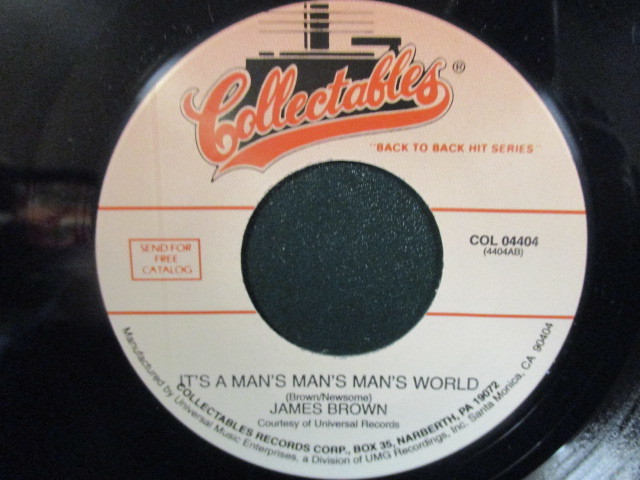 Collectables ®
"BACK TO BACK HIT SERIES"
SEND FOR
FREE
CATALOG
COL 04404
(4404AB)
IT'S A MAN'S MAN'S MAN'S WORLD
(Brown/Newsome)
JAMES BROWN
Courtesy of Universal Records
COLLECTABLES RECORDS CORP., BOX 35, NARBERTH, PA 19072
Manufactured by Universal Music Enterprises, a Division of UMG Recordings, Inc. Santa Monica, CA 90404